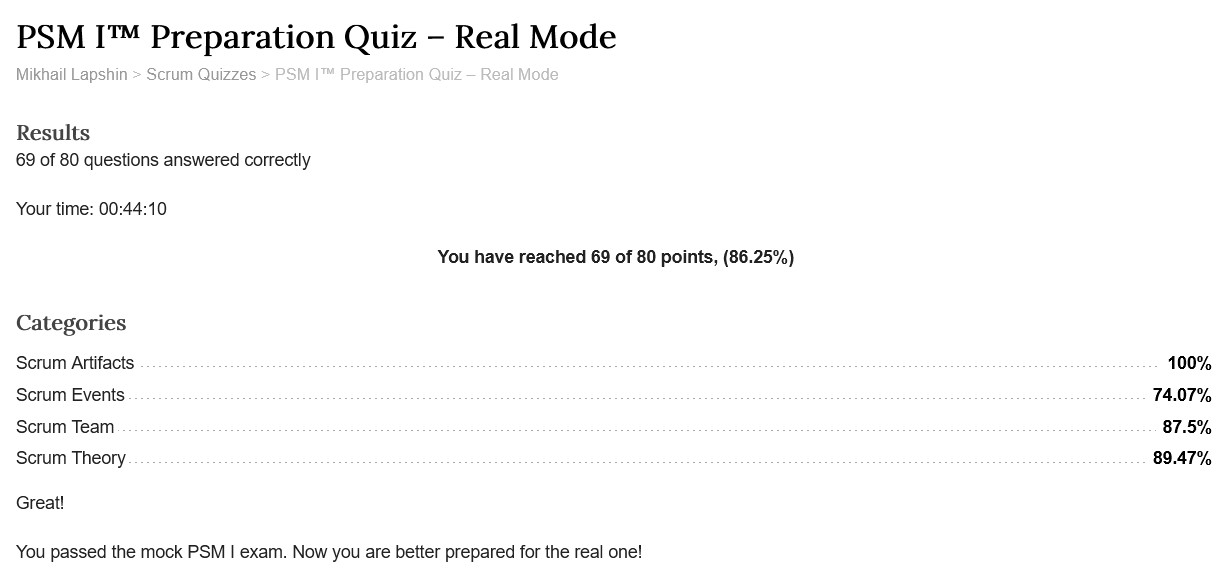 PSM I™ Preparation Quiz – Real Mode
Mikhail Lapshin > Scrum Quizzes > PSM I™ Preparation Quiz – Real Mode
Results
69 of 80 questions answered correctly
Your time: 00:44:10
You have reached 69 of 80 points, (86.25%)
Categories
Scrum Artifacts 100%
Scrum Events 74.07%
Scrum Team 87.5%
Scrum Theory 89.47%
Great!
You passed the mock PSM I exam. Now you are better prepared for the real one!